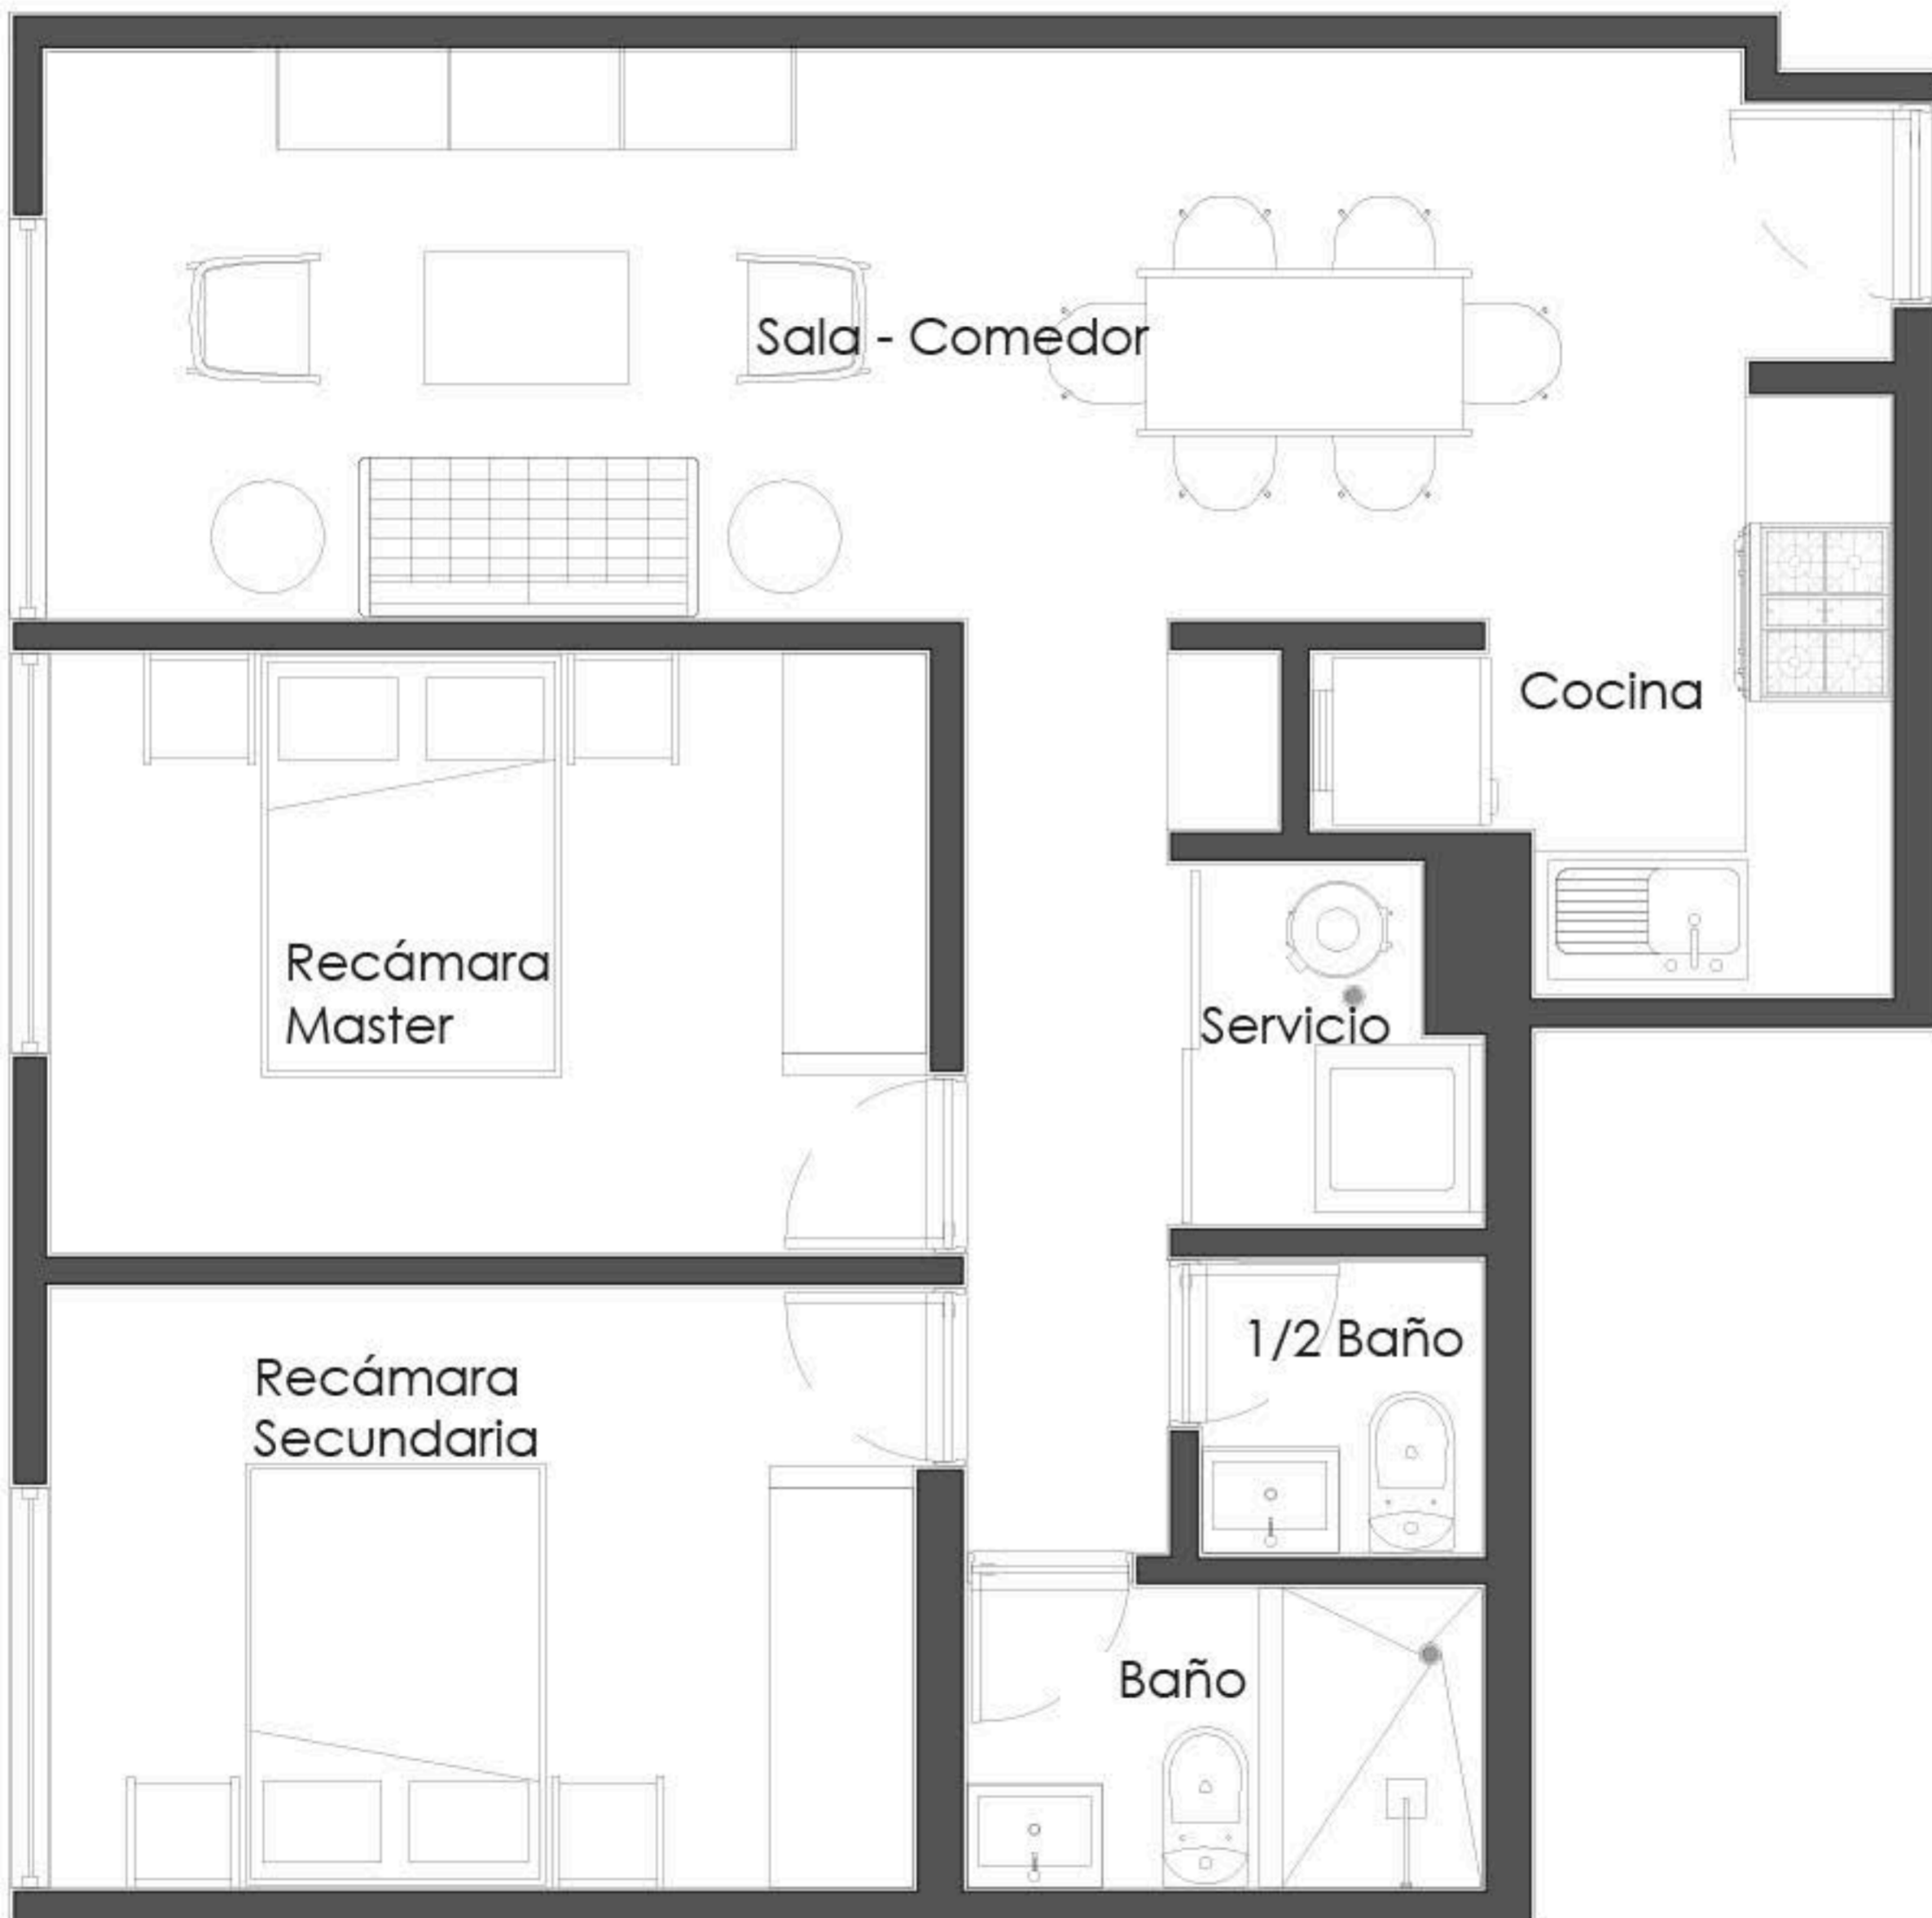 Sala - Comedor
Cocina
Recámara
Master
Servicio
1/2 Baño
Recámara
Secundaria
Baño